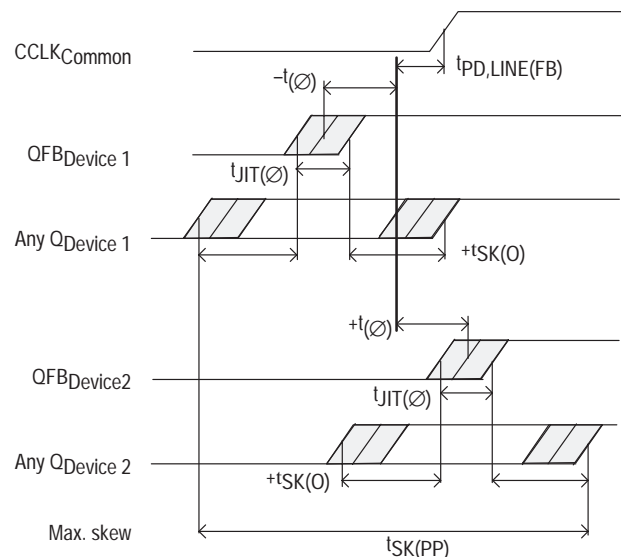 CCLKCommon
tPD,LINE(FB)
–t(∅)
QFBDevice 1
tJIT(∅)
Any QDevice 1
+tSK(O)
+t(∅)
QFBDevice2
tJIT(∅)
Any QDevice 2
+tSK(O)
Max. skew
tSK(PP)